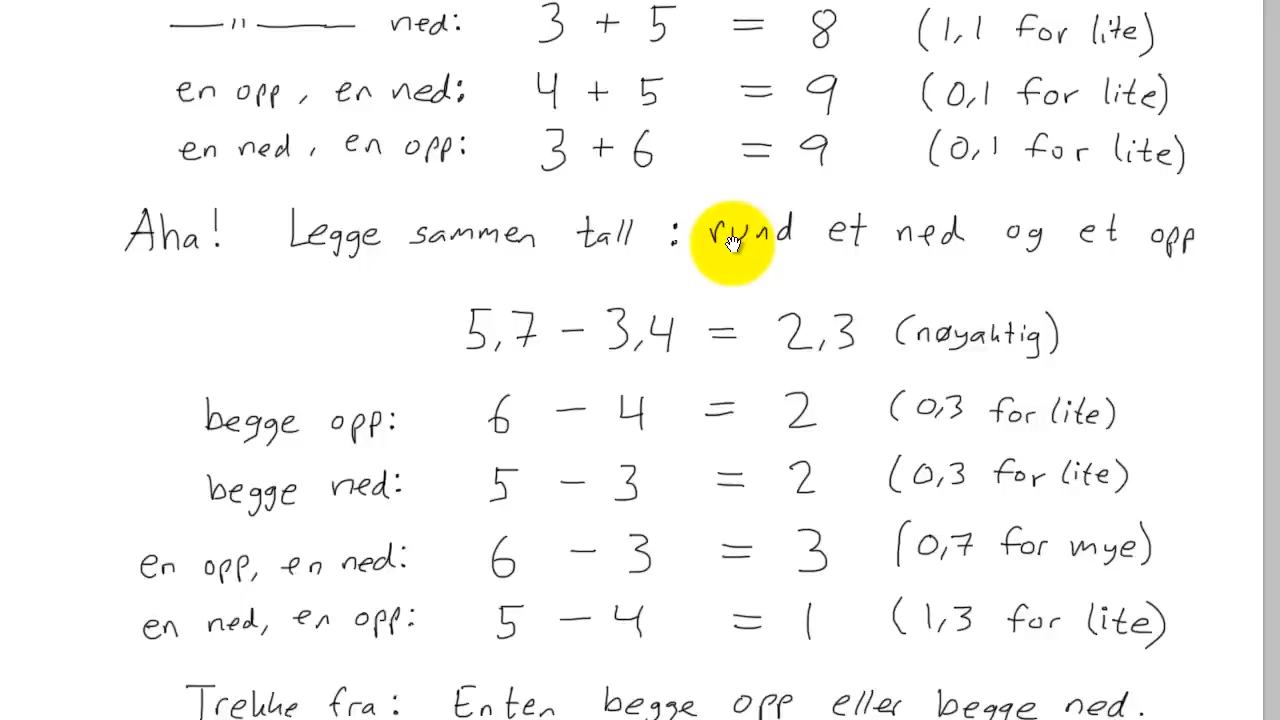 —— " —— ned: 3 + 5 = 8 (1,1 for lite)
en opp, en ned: 4 + 5 = 9 (0,1 for lite)
en ned, en opp: 3 + 6 = 9 (0,1 for lite)
Aha! Legge sammen tall : rund et ned og et opp
5,7 - 3,4 = 2,3 (nøyaktig)
begge opp: 6 - 4 = 2 (0,3 for lite)
begge ned: 5 - 3 = 2 (0,3 for lite)
en opp, en ned: 6 - 3 = 3 (0,7 for mye)
en ned, en opp: 5 - 4 = 1 (1,3 for lite)
Trekke fra: Enten begge opp eller begge ned.